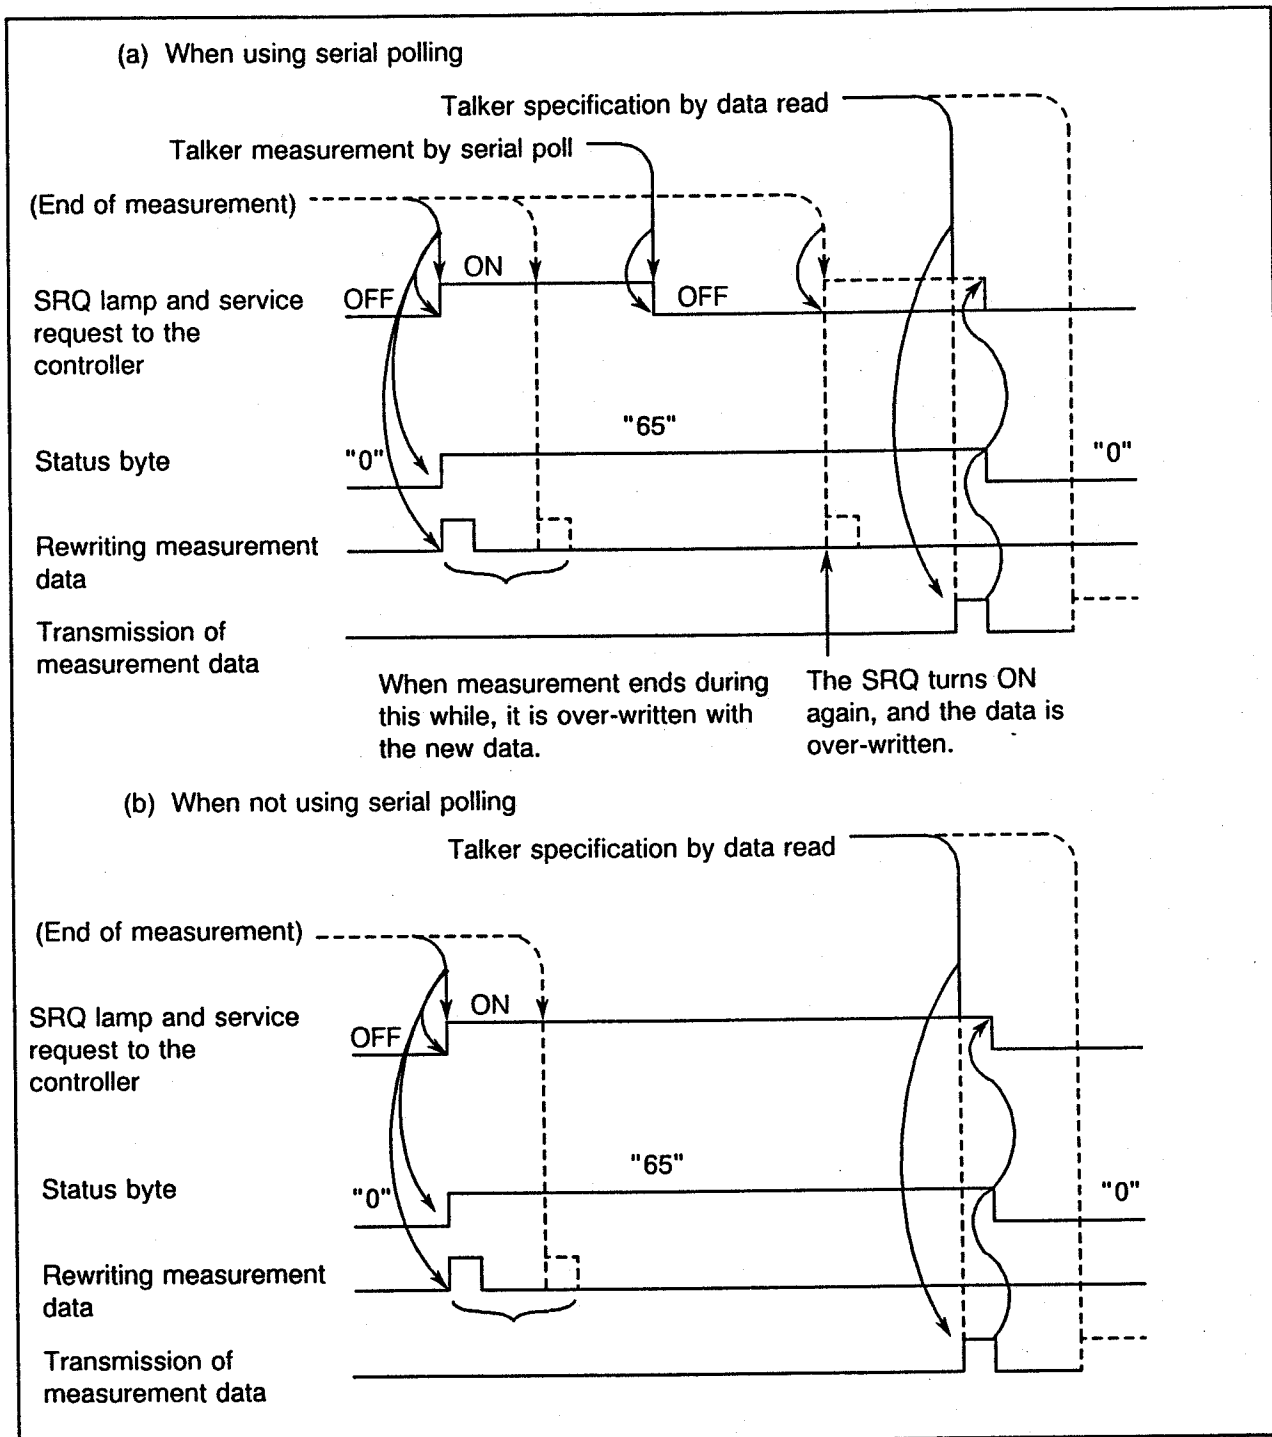 (a) When using serial polling
Talker specification by data read
Talker measurement by serial poll
(End of measurement)
ON
OFF
OFF
SRQ lamp and service
request to the
controller
"65"
Status byte
"0"
"0"
Rewriting measurement
data
Transmission of
measurement data
When measurement ends during
this while, it is over-written with
the new data.
The SRQ turns ON
again, and the data is
over-written.
(b) When not using serial polling
Talker specification by data read
(End of measurement)
ON
SRQ lamp and service
request to the
controller
OFF
"65"
Status byte
"0"
"0"
Rewriting measurement
data
Transmission of
measurement data